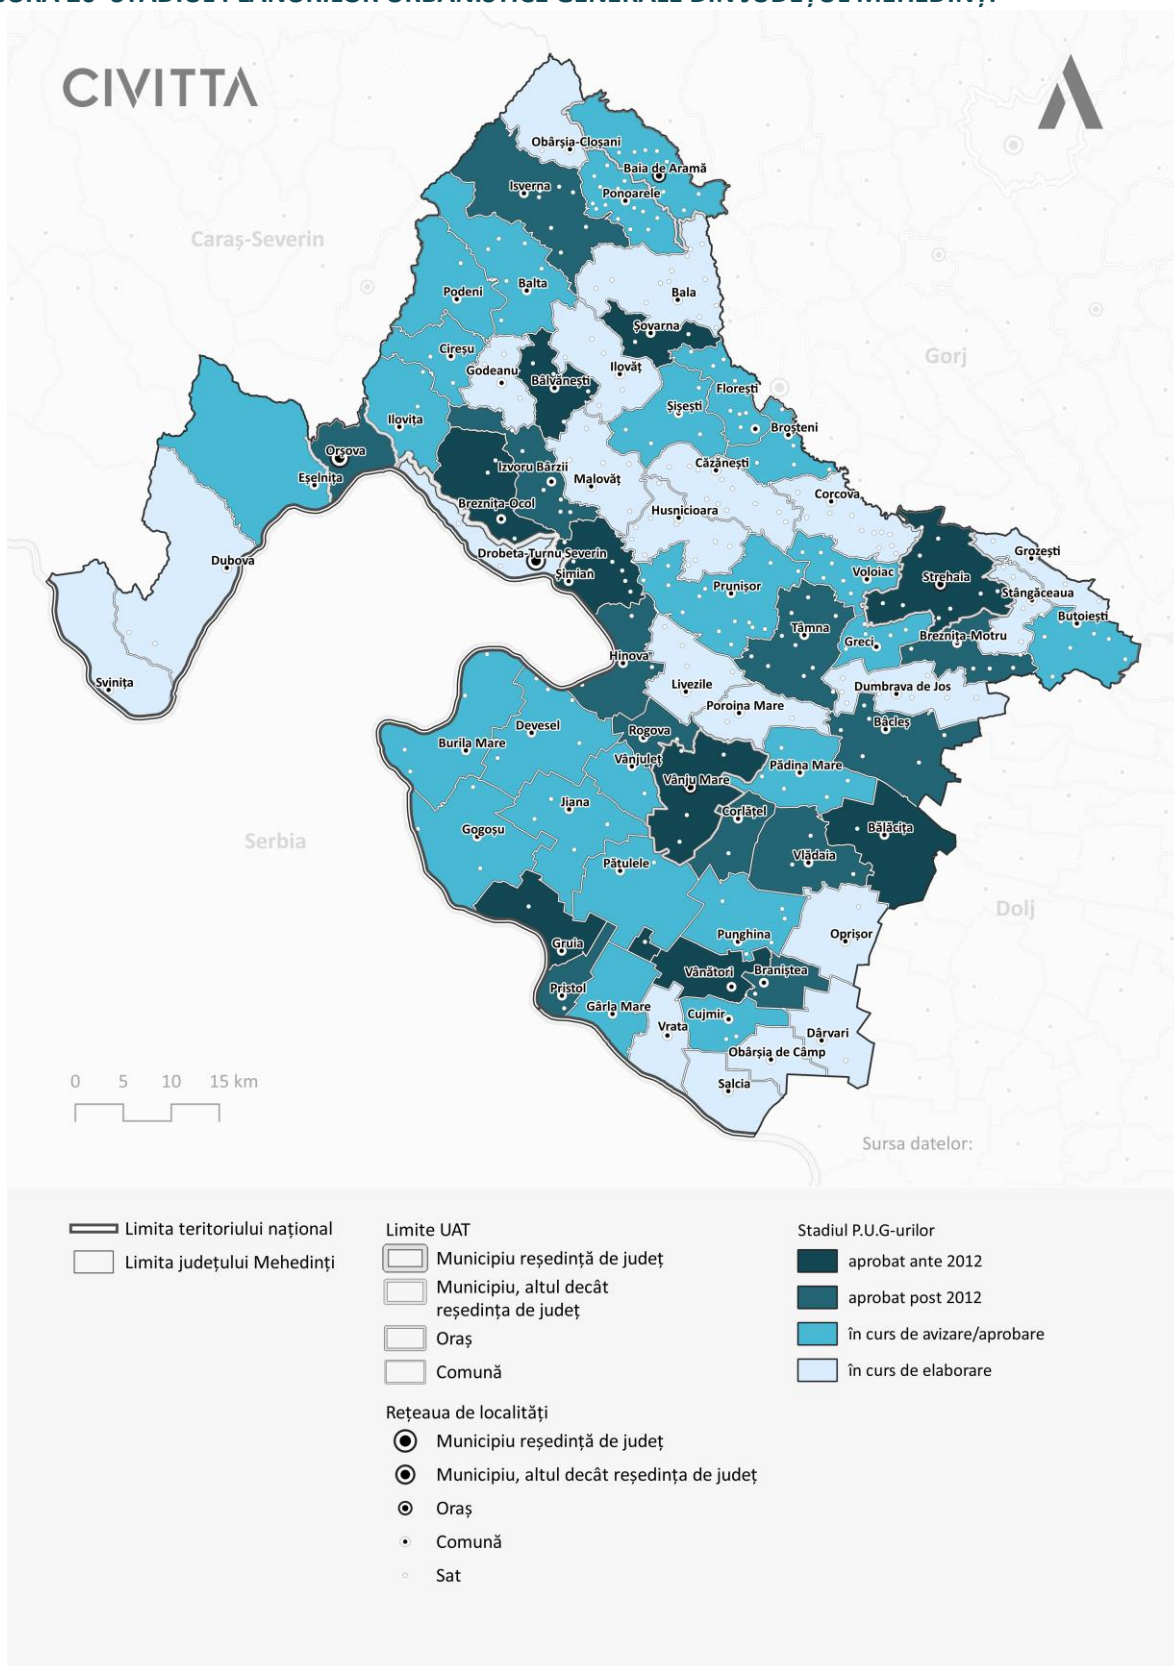 CIVITTA
Obârșia-Cloșani
Baia de Aramă
Isverna
Ponoarele
Caraș-Severin
Podeni
Balta
Bala
Șovarna
Gorj
Cireșu
Godeanu
Bâlvănești
Ilovăț
Florești
Șișești
Ilovița
Broșteni
Orșova
Izvoru Bârzii
Căzănești
Eșelnița
Malovăț
Corcova
Breznița-Ocol
Husnicioara
Drobeta-Turnu Severin
Grozești
Dubova
Șimian
Voloiac
Strehaia
Prunișor
Stângăceaua
Butoiești
Tâmna
Greci
Breznița-Motru
Hinova
Svinița
Livezile
Dumbrava de Jos
Poroina Mare
Bâcleș
Devesel
Rogova
Burila Mare
Vânjuleț
Pădina Mare
Vânju Mare
Jiana
Corlățel
Gogoșu
Bălăcița
Serbia
Vlădaia
Pătulele
Dolj
Punghina
Oprișor
Gruia
Vânători
Braniștea
Pristol
Gârla Mare
Cujmir
Vrata
Dârvari
Obârșia de Câmp
Salcia
0 5 10 15 km
Sursa datelor:
Limita teritoriului național
Limita județului Mehedinți
Limite UAT
Municipiu reședință de județ
Municipiu, altul decât
reședința de județ
Oraș
Comună
Rețeaua de localități
Municipiu reședință de județ
Municipiu, altul decât reședința de județ
Oraș
Comună
Sat
Stadiul P.U.G-urilor
aprobat ante 2012
aprobat post 2012
în curs de avizare/aprobare
în curs de elaborare